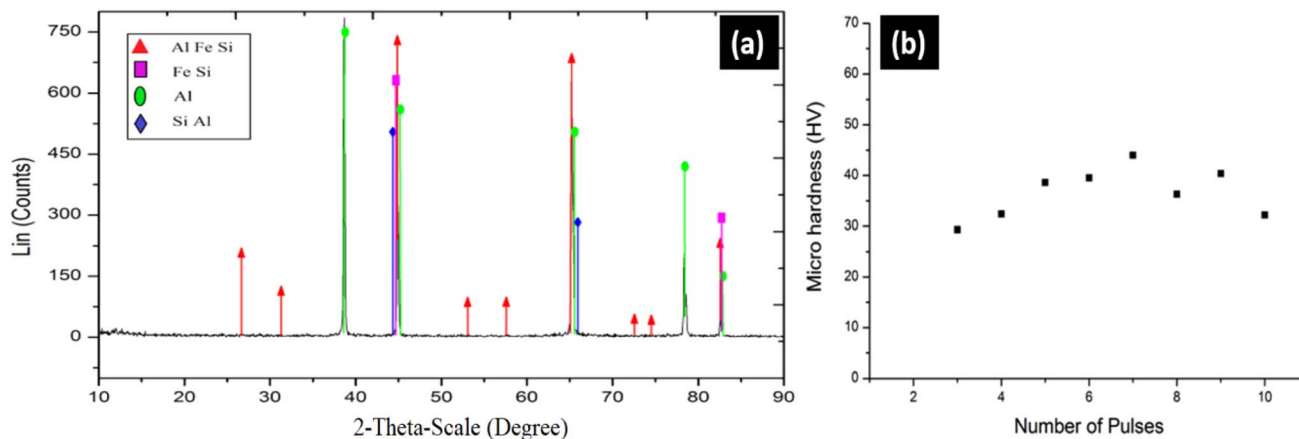 (a)
Al Fe Si
Fe Si
Al
Si Al
Lin (Counts)
750
600
450
300
150
0
10 20 30 40 50 60 70 80 90
2-Theta-Scale (Degree)
(b)
Micro hardness (HV)
70
60
50
40
30
20
10
0
2 4 6 8 10
Number of Pulses